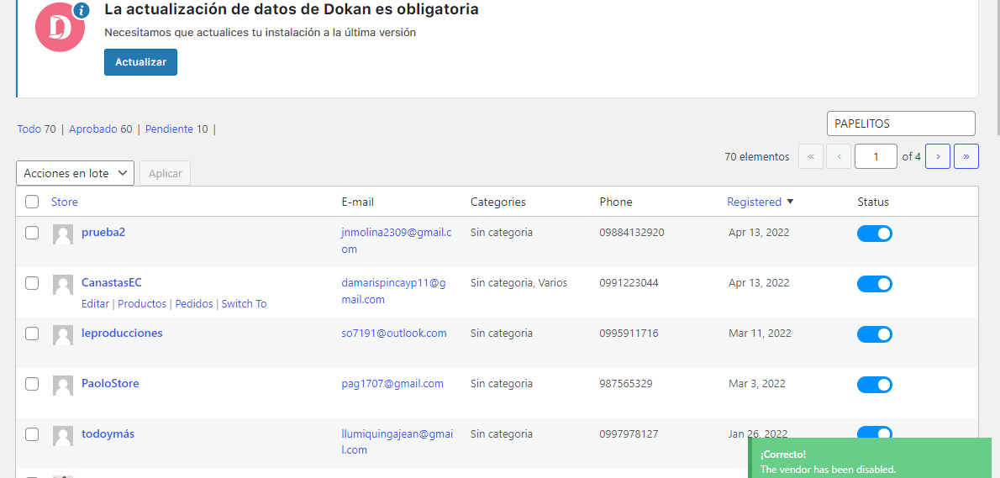 La actualización de datos de Dokan es obligatoria
Necesitamos que actualices tu instalación a la última versión
Actualizar
Todo 70 | Aprobado 60 | Pendiente 10 |
PAPELITOS
70 elementos « ‹ 1 of 4 › »
Acciones en lote Aplicar
Store E-mail Categories Phone Registered ▼ Status
prueba2 jnmolina2309@gmail.c Sin categoria 09884132920 Apr 13, 2022
om
CanastasEC damarispincayp11@g Sin categoria, Varios 0991223044 Apr 13, 2022
mail.com
Editar | Productos | Pedidos | Switch To
leproducciones so7191@outlook.com Sin categoria 0995911716 Mar 11, 2022
PaoloStore pag1707@gmail.com Sin categoria 987565329 Mar 3, 2022
todoymás llumiquingajean@gmai Sin categoria 0997978127 Jan 26, 2022
l.com
¡Correcto!
The vendor has been disabled.